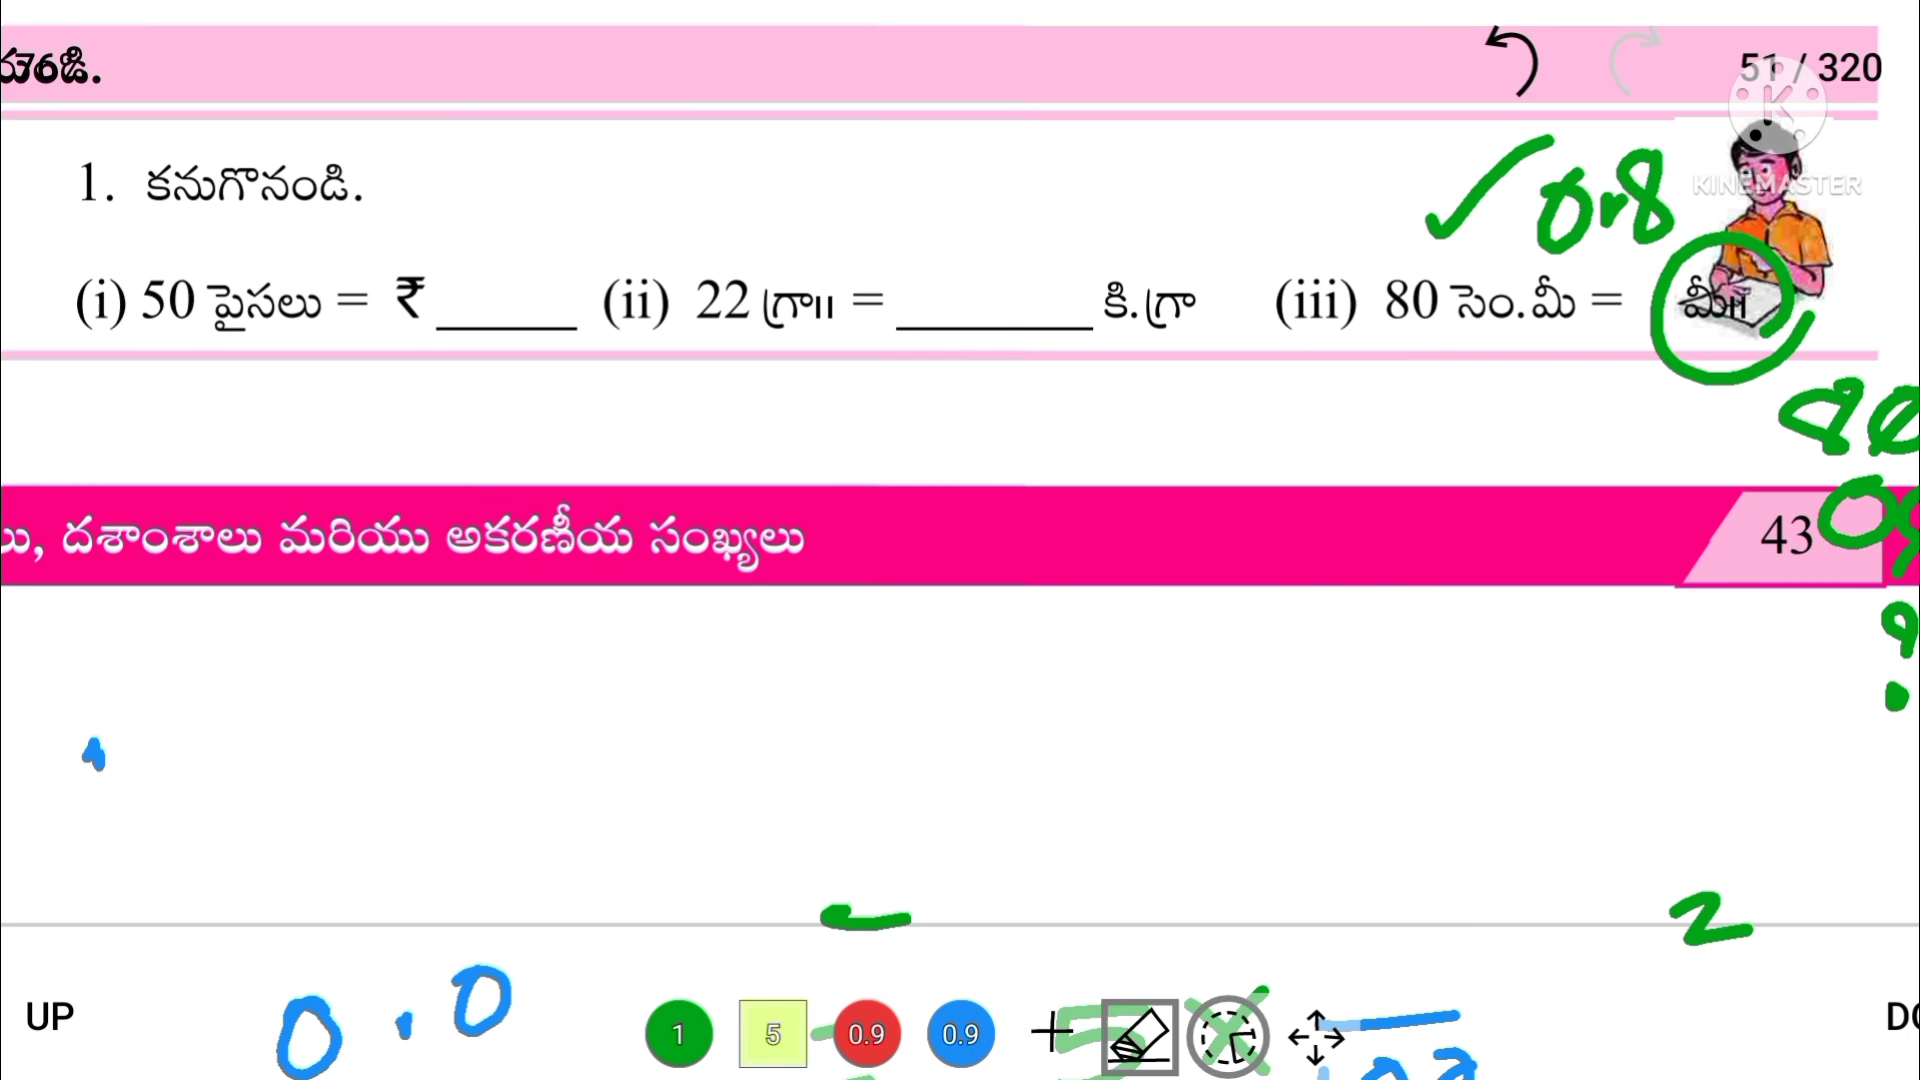 51 / 320
KINEMASTER
1. కనుగొనండి.
0.8
(i) 50 పైసలు = ₹ ______ (ii) 22 గ్రా॥ = ________ కి.గ్రా (iii) 80 సెం.మీ = మీ॥
దశాంశాలు మరియు అకరణీయ సంఖ్యలు
43
2
0.0
UP
1 5 0.9 0.9